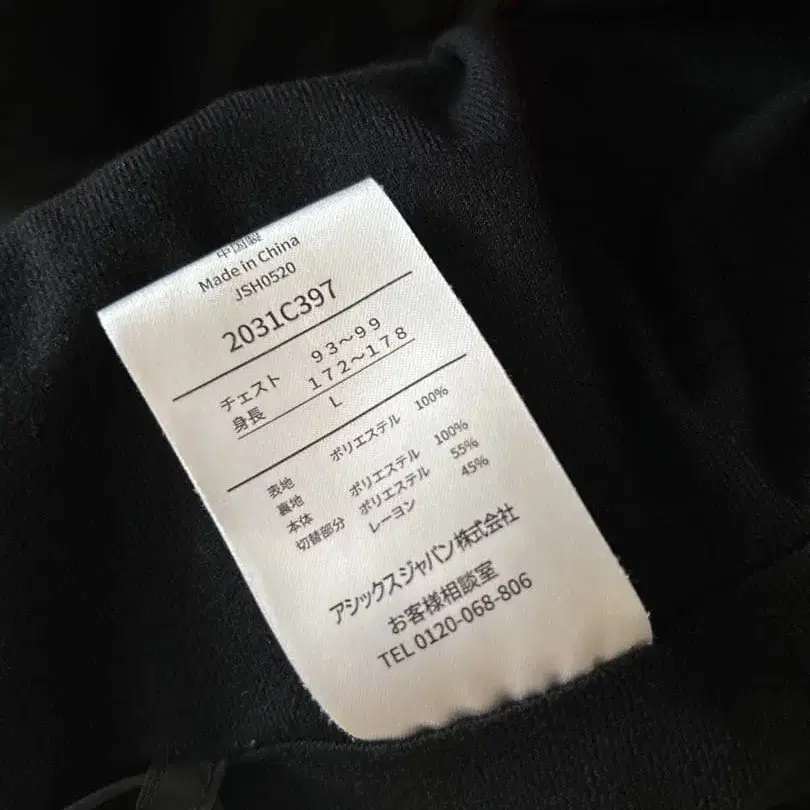 中国製
Made in China
JSH0520
2031C397
チェスト 93〜99
身長 172〜178
L
表地 ポリエステル 100%
裏地
本体 ポリエステル 100%
切替部分 ポリエステル 55%
レーヨン 45%
アシックスジャパン株式会社
お客様相談室
TEL 0120-068-806